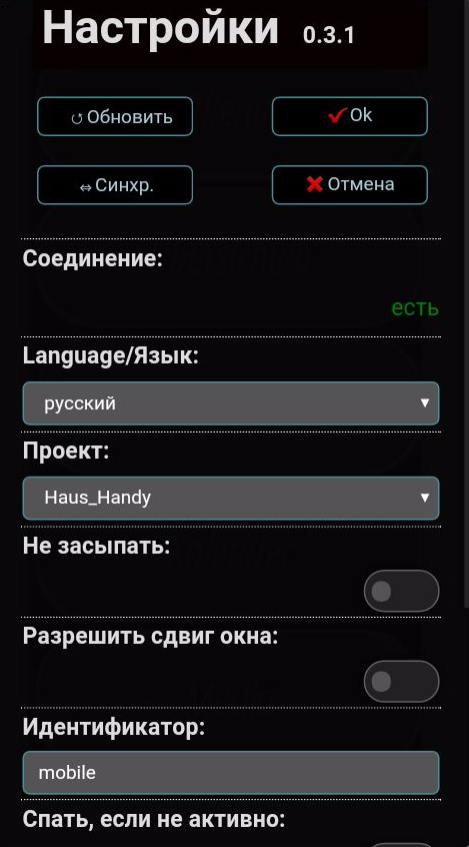 Настройки 0.3.1
Обновить Ok
Синхр. Отмена
Соединение:
есть
Language/Язык:
русский
Проект:
Haus_Handy
Не засыпать:
Разрешить сдвиг окна:
Идентификатор:
mobile
Спать, если не активно: